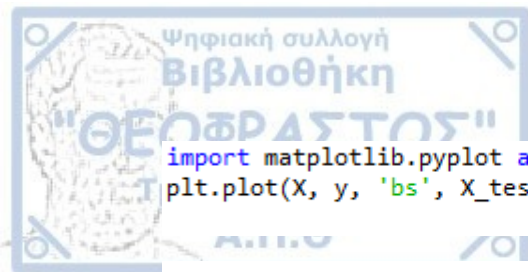 Ψηφιακή συλλογή
Βιβλιοθήκη
"ΘΕΟΦΡΑΣΤΟΣ"
import matplotlib.pyplot a
plt.plot(X, y, 'bs', X_tes
Α.Π.Θ